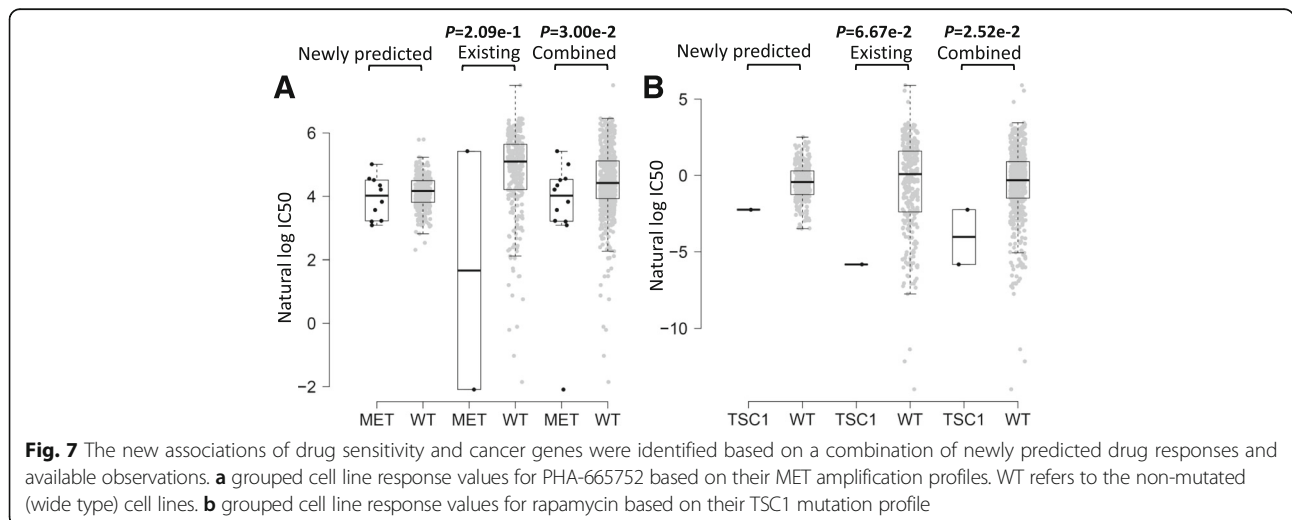 P=2.09e-1 P=3.00e-2
Newly predicted Existing Combined
A
Natural log IC50
6
4
2
0
−2
MET WT MET WT MET WT
P=6.67e-2 P=2.52e-2
Newly predicted Existing Combined
B
Natural log IC50
5
0
−5
−10
TSC1 WT TSC1 WT TSC1 WT
Fig. 7 The new associations of drug sensitivity and cancer genes were identified based on a combination of newly predicted drug responses and
available observations. a grouped cell line response values for PHA-665752 based on their MET amplification profiles. WT refers to the non-mutated
(wide type) cell lines. b grouped cell line response values for rapamycin based on their TSC1 mutation profile